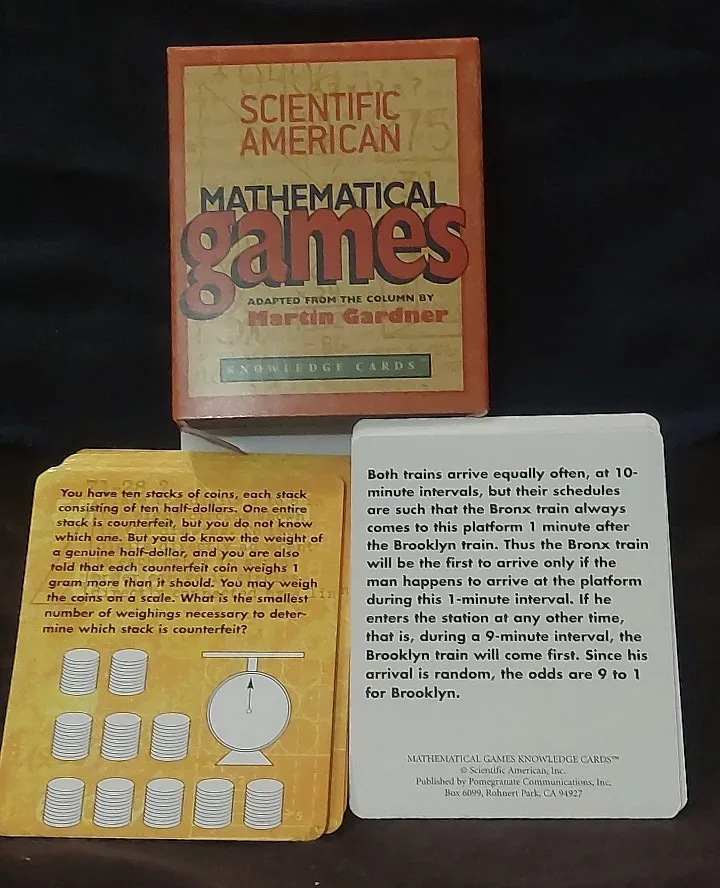 SCIENTIFIC
AMERICAN
MATHEMATICAL
games
ADAPTED FROM THE COLUMN BY
Martin Gardner
KNOWLEDGE CARDS
You have ten stacks of coins, each stack
consisting of ten half-dollars. One entire
stack is counterfeit, but you do not know
which one. But you do know the weight of
a genuine half-dollar, and you are also
told that each counterfeit coin weighs 1
gram more than it should. You may weigh
the coins on a scale. What is the smallest
number of weighings necessary to deter-
mine which stack is counterfeit?
Both trains arrive equally often, at 10-
minute intervals, but their schedules
are such that the Bronx train always
comes to this platform 1 minute after
the Brooklyn train. Thus the Bronx train
will be the first to arrive only if the
man happens to arrive at the platform
during this 1-minute interval. If he
enters the station at any other time,
that is, during a 9-minute interval, the
Brooklyn train will come first. Since his
arrival is random, the odds are 9 to 1
for Brooklyn.
MATHEMATICAL GAMES KNOWLEDGE CARDS™
© Scientific American, Inc.
Published by Pomegranate Communications, Inc.
Box 6099, Rohnert Park, CA 94927